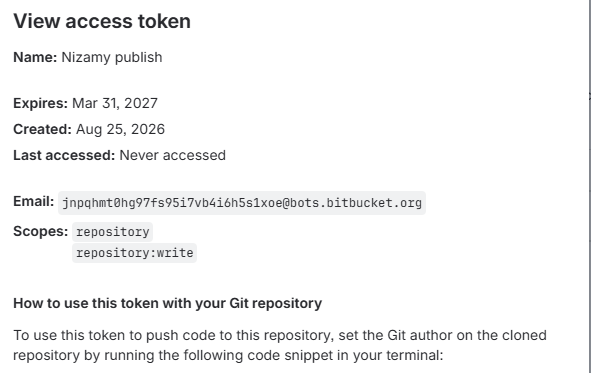 View access token
Name: Nizamy publish
Expires: Mar 31, 2027
Created: Aug 25, 2026
Last accessed: Never accessed
Email: jnpqhmt0hg97fs95i7vb4i6h5s1xoe@bots.bitbucket.org
Scopes: repository
repository:write
How to use this token with your Git repository
To use this token to push code to this repository, set the Git author on the cloned
repository by running the following code snippet in your terminal: